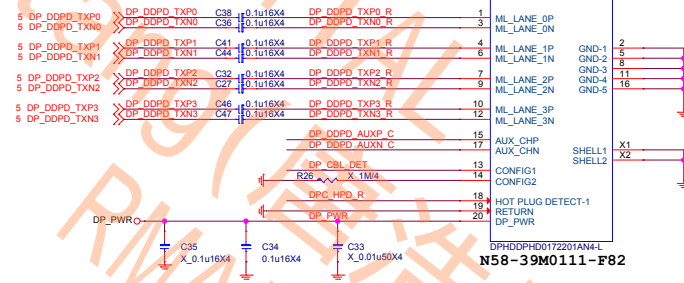 5 DP_DDPD_TXP0 DP_DDPD_TXP0 C38 0.1u16X4 DP_DDPD_TXP0_R 1 ML_LANE_0P
5 DP_DDPD_TXN0 DP_DDPD_TXN0 C36 0.1u16X4 DP_DDPD_TXN0_R 3 ML_LANE_0N
5 DP_DDPD_TXP1 DP_DDPD_TXP1 C41 0.1u16X4 DP_DDPD_TXP1_R 4 ML_LANE_1P GND-1 2
5 DP_DDPD_TXN1 DP_DDPD_TXN1 C44 0.1u16X4 DP_DDPD_TXN1_R 6 ML_LANE_1N GND-2 5
GND-3 8
5 DP_DDPD_TXP2 DP_DDPD_TXP2 C32 0.1u16X4 DP_DDPD_TXP2_R 7 ML_LANE_2P GND-4 11
5 DP_DDPD_TXN2 DP_DDPD_TXN2 C27 0.1u16X4 DP_DDPD_TXN2_R 9 ML_LANE_2N GND-5 16
5 DP_DDPD_TXP3 DP_DDPD_TXP3 C46 0.1u16X4 DP_DDPD_TXP3_R 10 ML_LANE_3P
5 DP_DDPD_TXN3 DP_DDPD_TXN3 C47 0.1u16X4 DP_DDPD_TXN3_R 12 ML_LANE_3N
DP_DDPD_AUXP_C 15 AUX_CHP
DP_DDPD_AUXN_C 17 AUX_CHN SHELL1 X1
SHELL2 X2
DP_CBL_DET 13 CONFIG1
R26 X_1M/4 14 CONFIG2
DPC_HPD_R 18 HOT PLUG DETECT-1
19 RETURN
DP_PWR DP_PWR 20 DP_PWR
C35 C34 C33 DPHDDPHD0172201AN4-L
X_0.1u16X4 0.1u16X4 X_0.01u50X4 N58-39M0111-F82